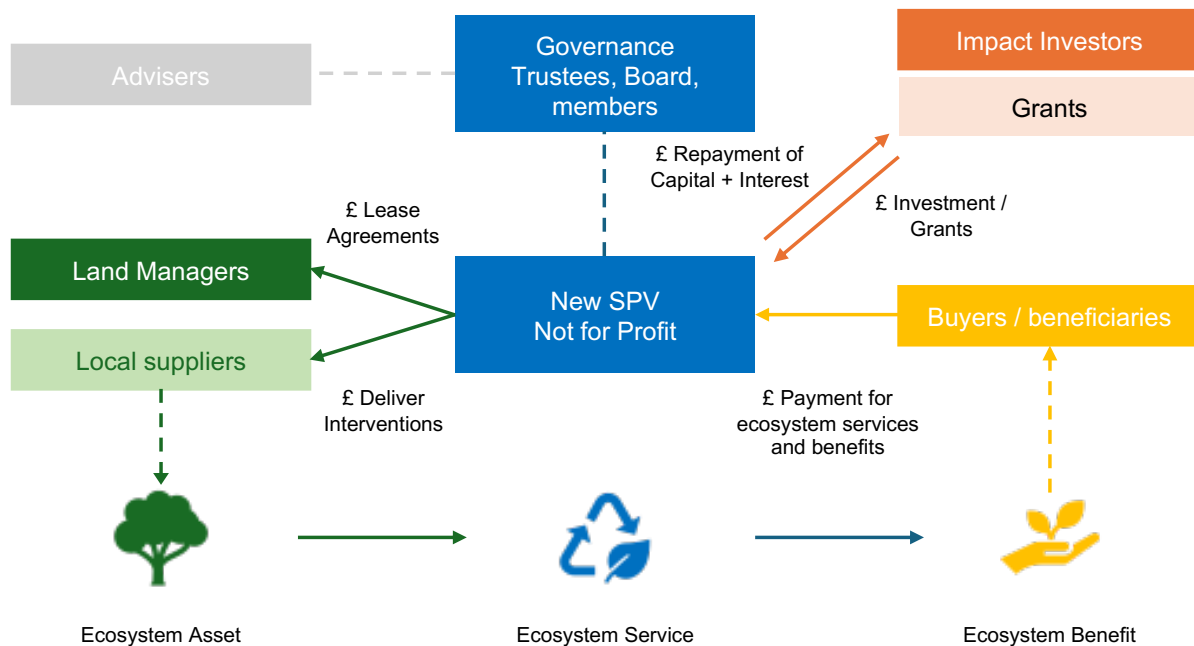 Advisers
Governance
Trustees, Board,
members
Impact Investors
Grants
£ Repayment of
Capital + Interest
£ Investment /
Grants
£ Lease
Agreements
Land Managers
Local suppliers
New SPV
Not for Profit
Buyers / beneficiaries
£ Deliver
Interventions
£ Payment for
ecosystem services
and benefits
Ecosystem Asset
Ecosystem Service
Ecosystem Benefit